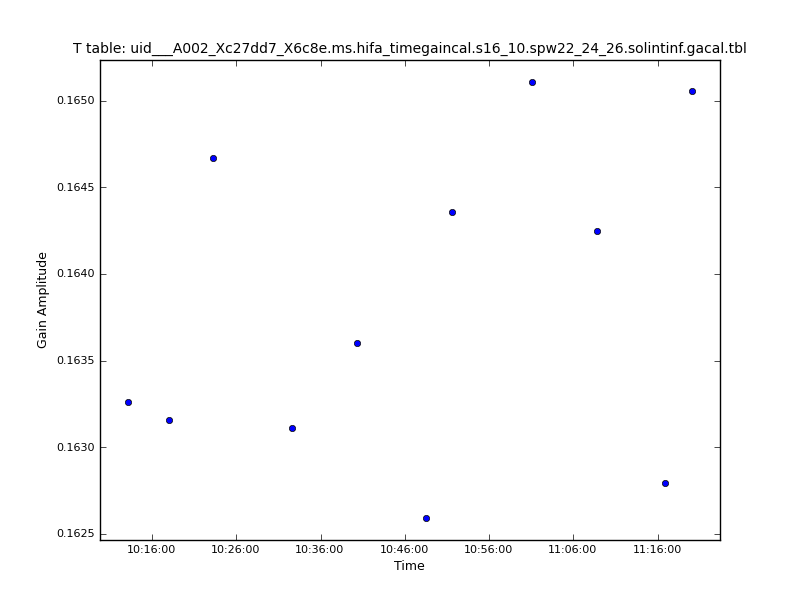 T table: uid___A002_Xc27dd7_X6c8e.ms.hifa_timegaincal.s16_10.spw22_24_26.solintinf.gacal.tbl
0.1650
0.1645
0.1640
0.1635
0.1630
0.1625
Gain Amplitude
10:16:00 10:26:00 10:36:00 10:46:00 10:56:00 11:06:00 11:16:00
Time